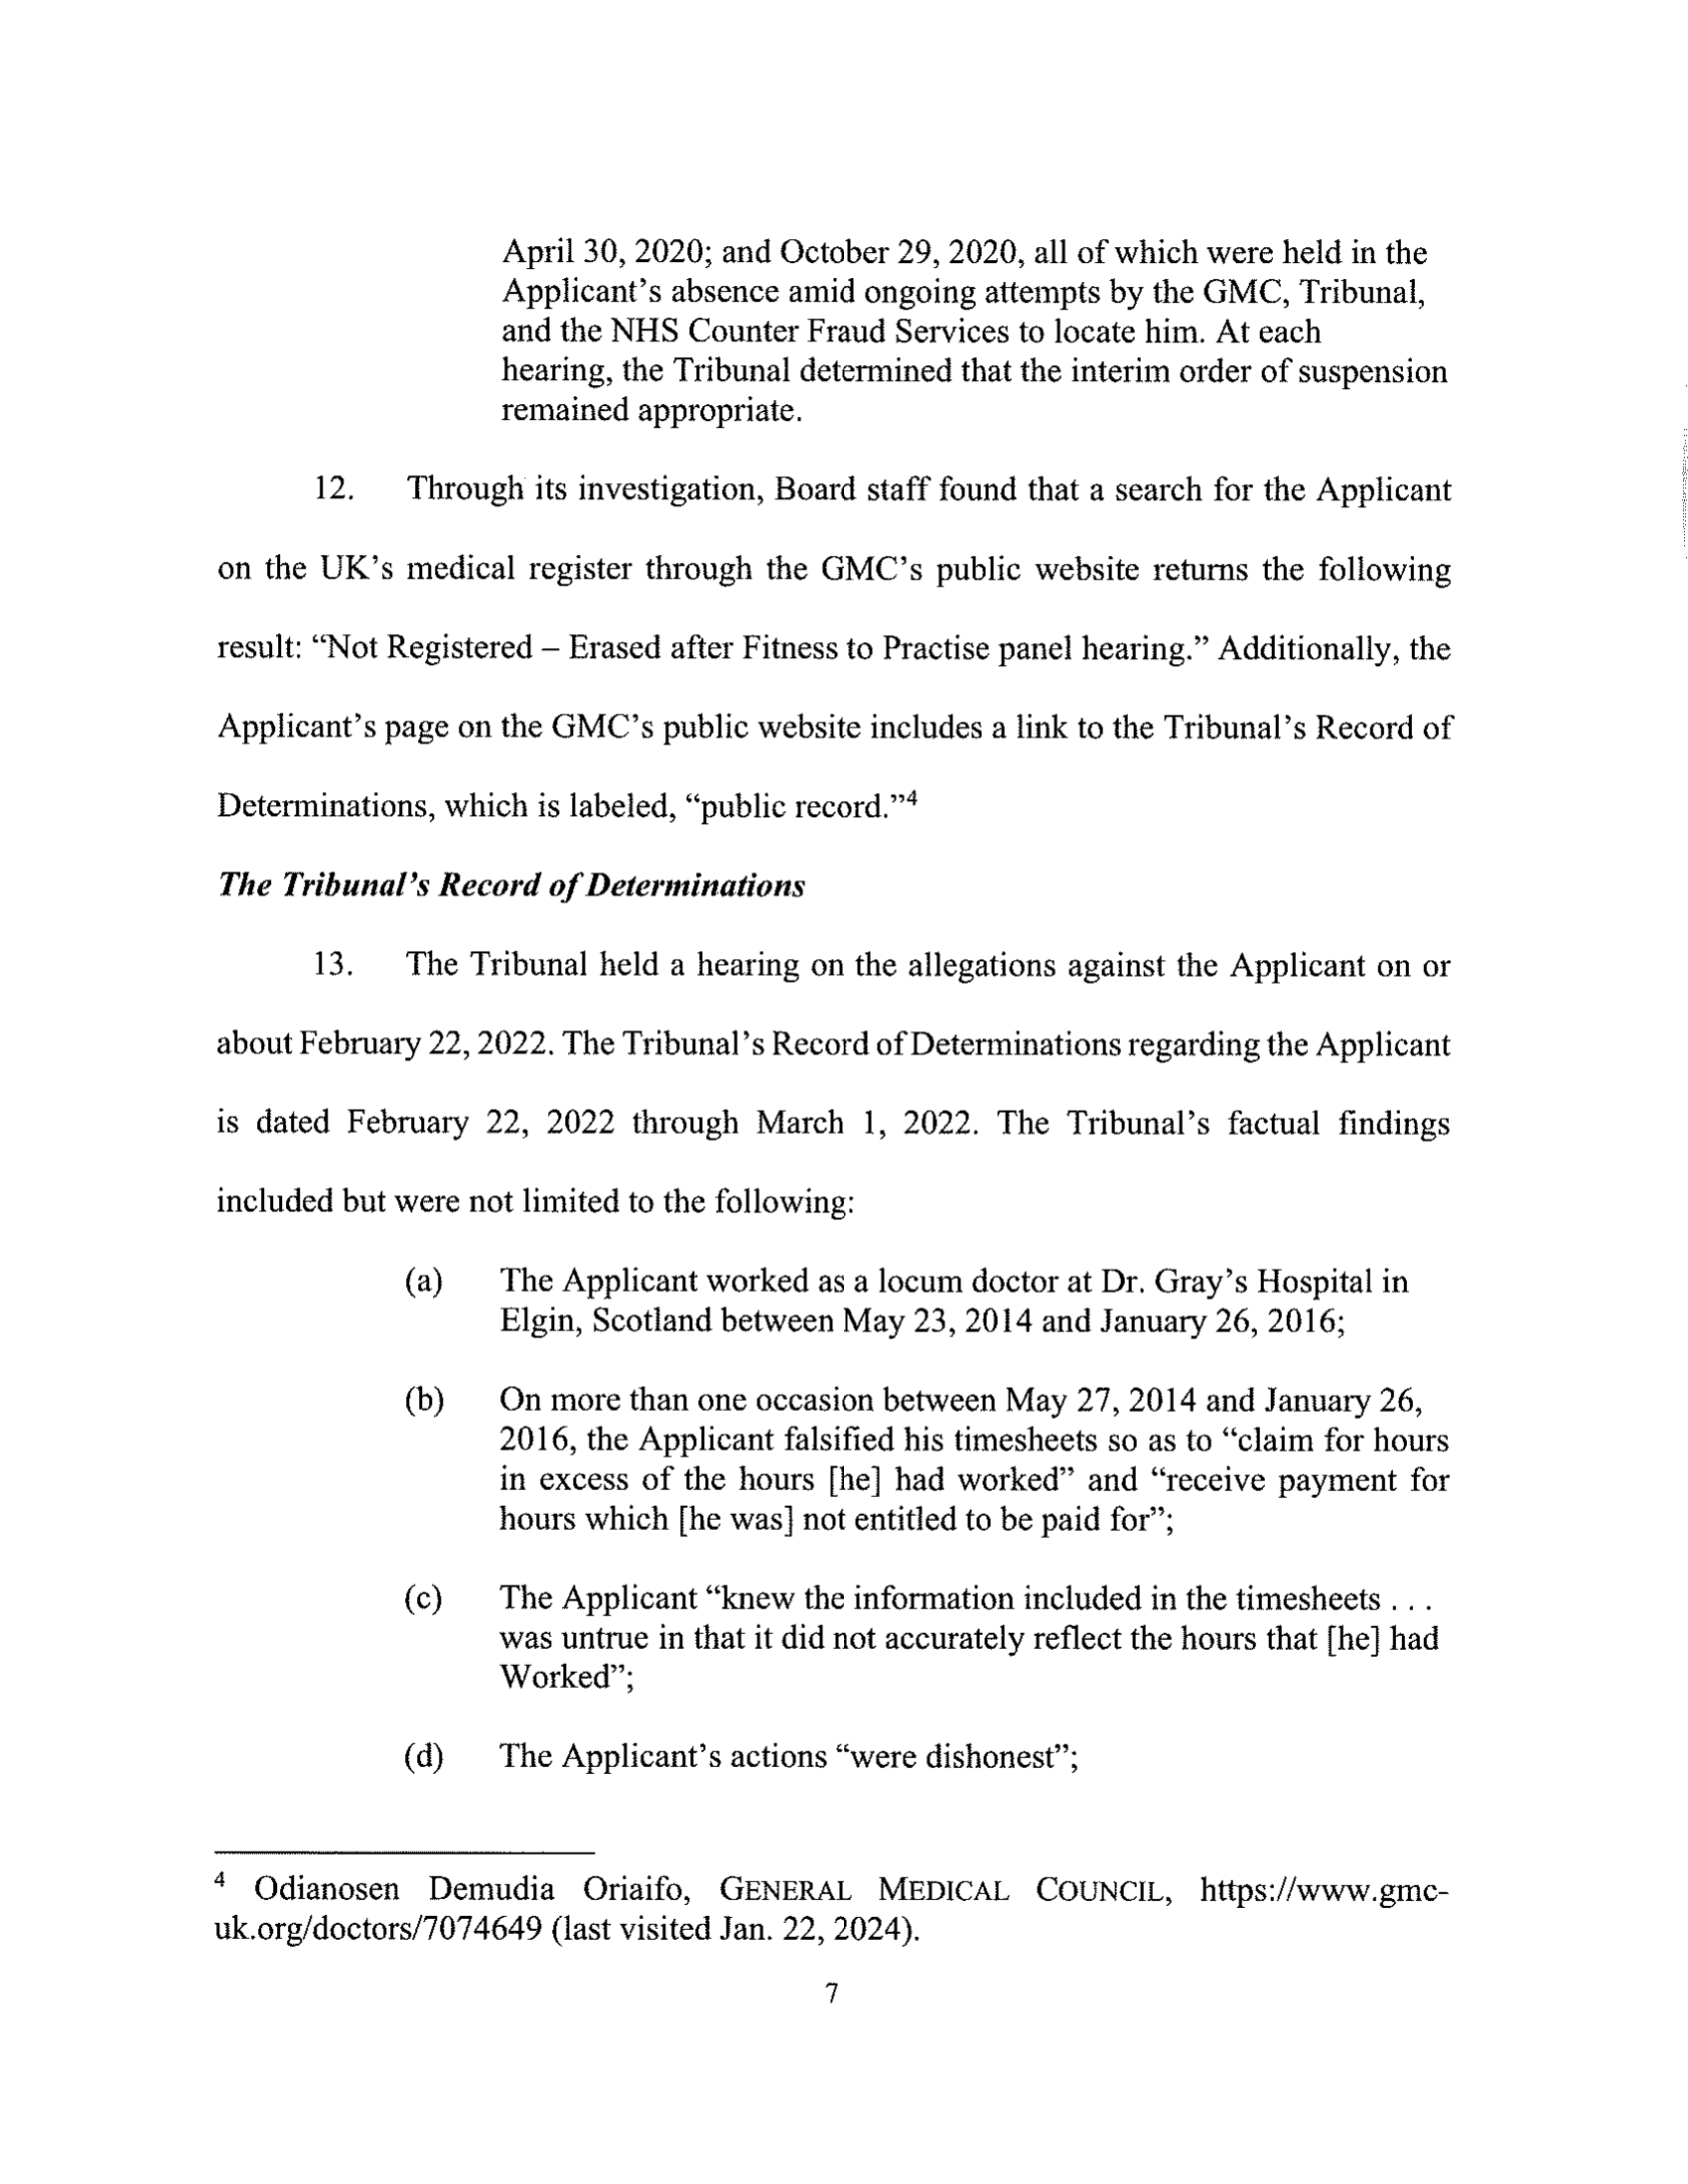 April 30, 2020; and October 29, 2020, all of which were held in the
Applicant's absence amid ongoing attempts by the GMC, Tribunal,
and the NHS Counter Fraud Services to locate him. At each
hearing, the Tribunal determined that the interim order of suspension
remained appropriate.
12. Through its investigation, Board staff found that a search for the Applicant
on the UK's medical register through the GMC's public website returns the following
result: “Not Registered – Erased after Fitness to Practise panel hearing.” Additionally, the
Applicant's page on the GMC's public website includes a link to the Tribunal's Record of
Determinations, which is labeled, “public record.”4
The Tribunal's Record of Determinations
13. The Tribunal held a hearing on the allegations against the Applicant on or
about February 22, 2022. The Tribunal's Record of Determinations regarding the Applicant
is dated February 22, 2022 through March 1, 2022. The Tribunal's factual findings
included but were not limited to the following:
(a) The Applicant worked as a locum doctor at Dr. Gray's Hospital in
Elgin, Scotland between May 23, 2014 and January 26, 2016;
(b) On more than one occasion between May 27, 2014 and January 26,
2016, the Applicant falsified his timesheets so as to “claim for hours
in excess of the hours [he] had worked” and “receive payment for
hours which [he was] not entitled to be paid for”;
(c) The Applicant “knew the information included in the timesheets . . .
was untrue in that it did not accurately reflect the hours that [he] had
Worked”;
(d) The Applicant's actions “were dishonest”;
4 Odianosen Demudia Oriaifo, GENERAL MEDICAL COUNCIL, https://www.gmc-
uk.org/doctors/7074649 (last visited Jan. 22, 2024).
7